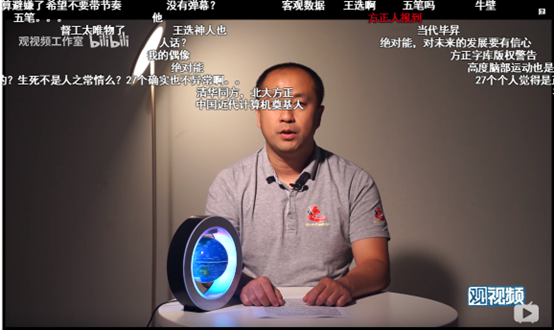 算避嫌了希望不要带节奏 没有弹幕? 客观数据 王选啊 五笔吗 牛壁
五笔。。。 他 方正人报到
督工太唯物了 王选神人也 当代毕昇
观视频工作室 bilibili 人话? 绝对能,对未来的发展要有信心
我的偶像 方正字库版权警告
绝对能 高度脑部运动也是
的?生死不是人之常情么?27个确实也不异常啊。。 27个个人觉得是
清华同方,北大方正
中国近代计算机奠基人
观视频